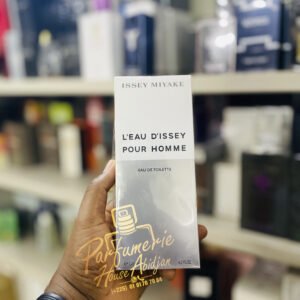 ISSEY MIYAKE
L'EAU D'ISSEY
POUR HOMME
EAU DE TOILETTE
Parfumerie
House Abidjan